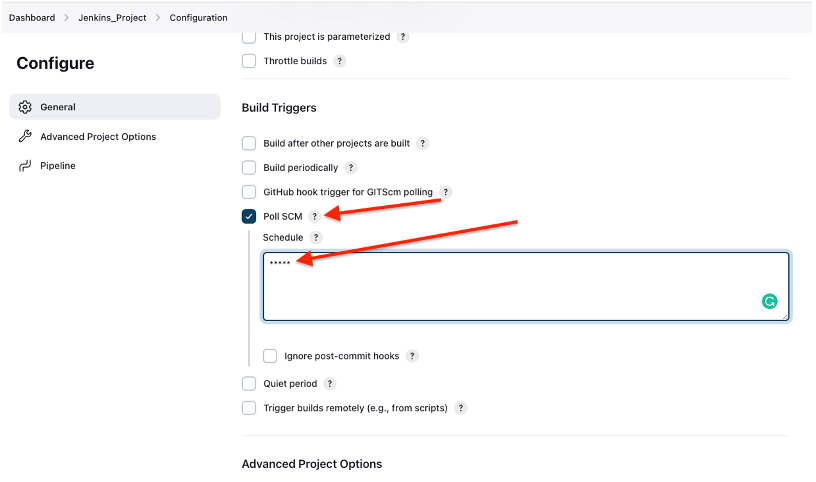 Dashboard > Jenkins_Project > Configuration
Configure
General
Advanced Project Options
Pipeline
This project is parameterized ?
Throttle builds ?
Build Triggers
Build after other projects are built ?
Build periodically ?
GitHub hook trigger for GITScm polling ?
Poll SCM ?
Schedule ?
*****
Ignore post-commit hooks ?
Quiet period ?
Trigger builds remotely (e.g., from scripts) ?
Advanced Project Options